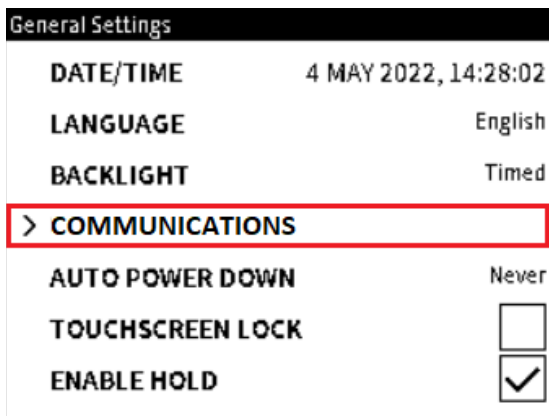 General Settings
DATE/TIME 4 MAY 2022, 14:28:02
LANGUAGE English
BACKLIGHT Timed
> COMMUNICATIONS
AUTO POWER DOWN Never
TOUCHSCREEN LOCK
ENABLE HOLD